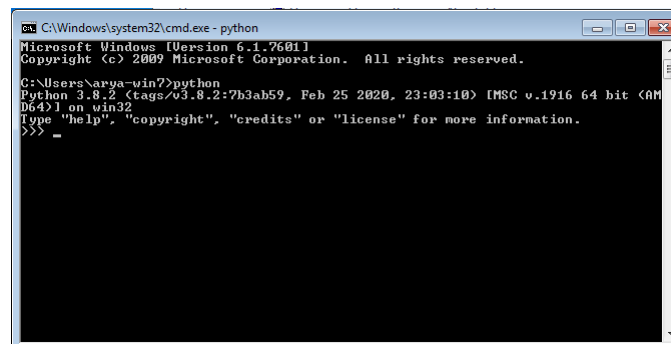 C:\Windows\system32\cmd.exe - python
Microsoft Windows [Version 6.1.7601]
Copyright (c) 2009 Microsoft Corporation.  All rights reserved.
C:\Users\arya-win7>python
Python 3.8.2 (tags/v3.8.2:7b3ab59, Feb 25 2020, 23:03:10) [MSC v.1916 64 bit (AM
D64)] on win32
Type "help", "copyright", "credits" or "license" for more information.
>>> _